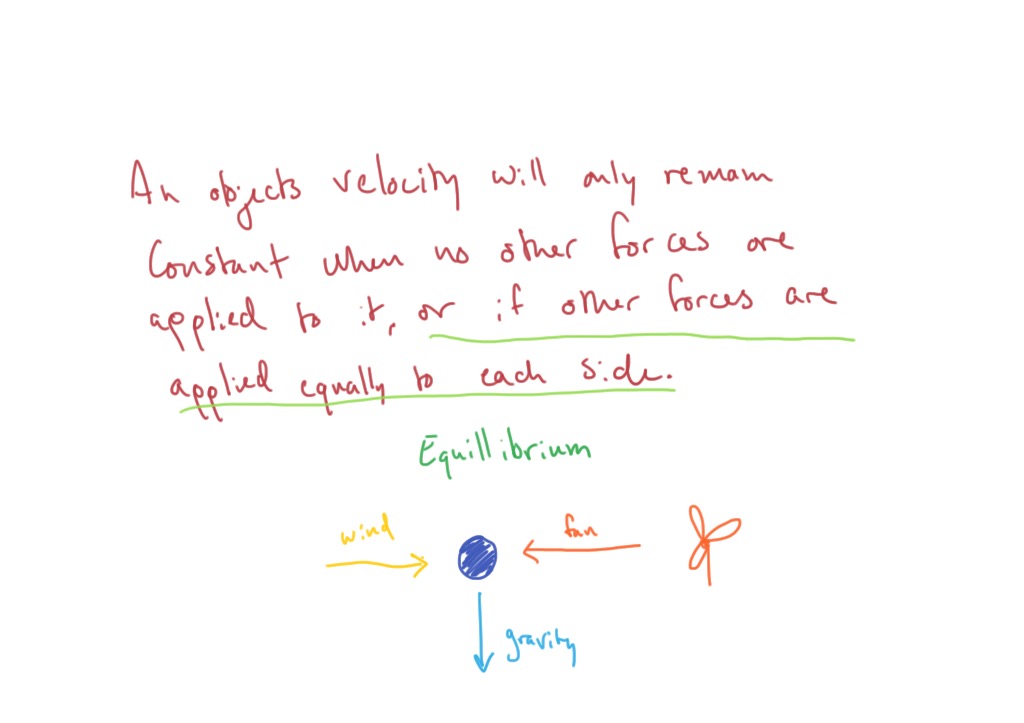 An objects velocity will only remain
Constant when no other forces are
applied to it, or if other forces are
applied equally to each side.
Equillibrium
wind
fan
gravity